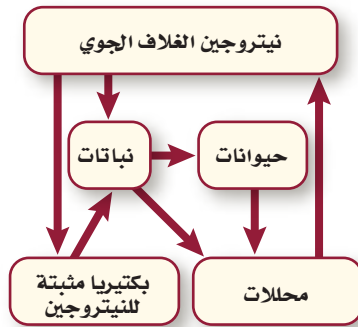 نيتروجين الغلاف الجوي
نباتات
حيوانات
بكتيريا مثبتة
للنيتروجين
محللات